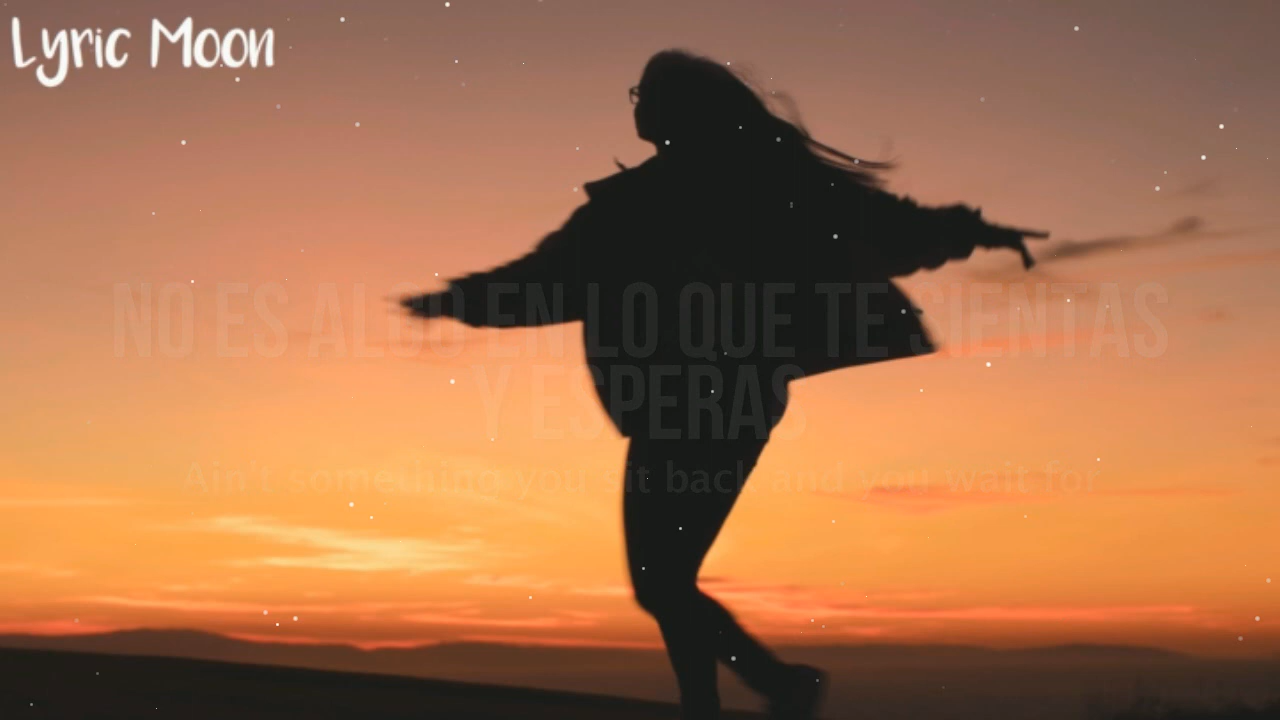 Lyric Moon
NO ES ALGO EN LO QUE TE SIENTAS
Y ESPERAS
Ain't something you sit back and you wait for